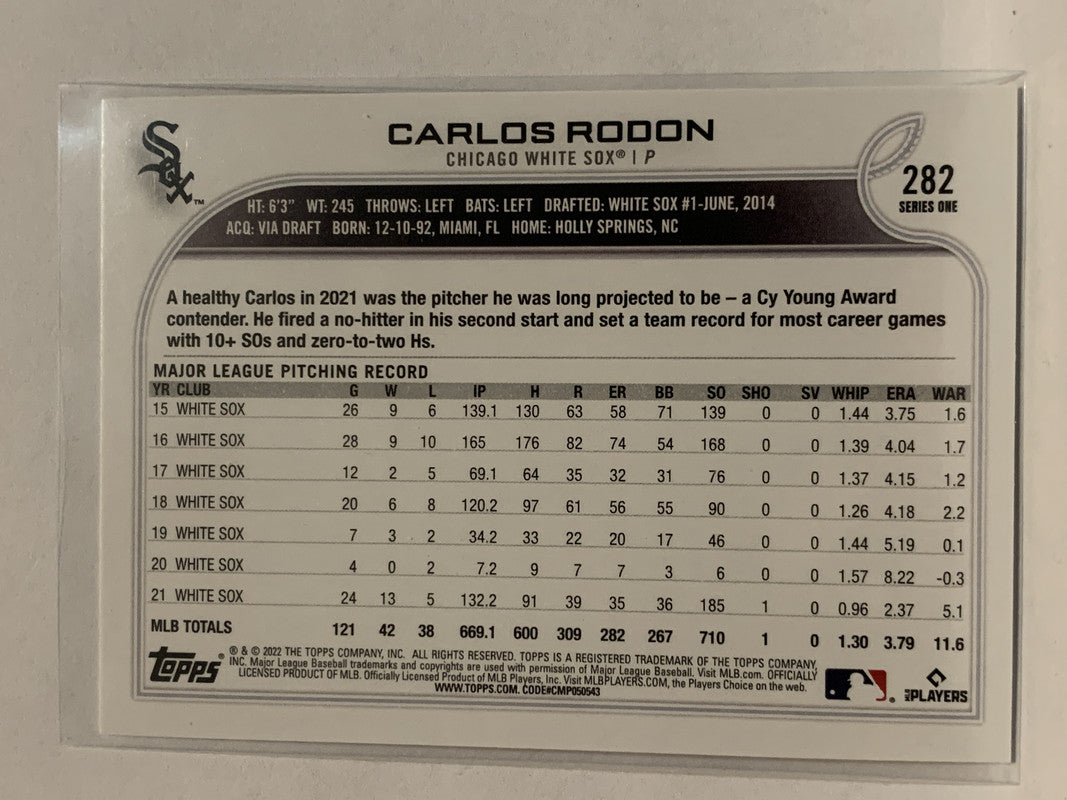 Sox™
CARLOS RODON
CHICAGO WHITE SOX® | P
282
SERIES ONE
HT: 6'3" WT: 245 THROWS: LEFT BATS: LEFT DRAFTED: WHITE SOX #1-JUNE, 2014
ACQ: VIA DRAFT BORN: 12-10-92, MIAMI, FL HOME: HOLLY SPRINGS, NC
A healthy Carlos in 2021 was the pitcher he was long projected to be – a Cy Young Award
contender. He fired a no-hitter in his second start and set a team record for most career games
with 10+ SOs and zero-to-two Hs.
MAJOR LEAGUE PITCHING RECORD
YR CLUB G W L IP H R ER BB SO SHO SV WHIP ERA WAR
15 WHITE SOX 26 9 6 139.1 130 63 58 71 139 0 0 1.44 3.75 1.6
16 WHITE SOX 28 9 10 165 176 82 74 54 168 0 0 1.39 4.04 1.7
17 WHITE SOX 12 2 5 69.1 64 35 32 31 76 0 0 1.37 4.15 1.2
18 WHITE SOX 20 6 8 120.2 97 61 56 55 90 0 0 1.26 4.18 2.2
19 WHITE SOX 7 3 2 34.2 33 22 20 17 46 0 0 1.44 5.19 0.1
20 WHITE SOX 4 0 2 7.2 9 7 7 3 6 0 0 1.57 8.22 -0.3
21 WHITE SOX 24 13 5 132.2 91 39 35 36 185 1 0 0.96 2.37 5.1
MLB TOTALS 121 42 38 669.1 600 309 282 267 710 1 0 1.30 3.79 11.6
topps®
® & © 2022 THE TOPPS COMPANY, INC. ALL RIGHTS RESERVED. TOPPS IS A REGISTERED TRADEMARK OF THE TOPPS COMPANY,
INC. Major League Baseball trademarks and copyrights are used with permission of Major League Baseball. Visit MLB.com. OFFICIALLY
LICENSED PRODUCT OF MLB. Officially Licensed Product of MLB Players, Inc. Visit MLBPLAYERS.COM, the Players Choice on the web.
WWW.TOPPS.COM. CODE#CMP050543
MLB PLAYERS